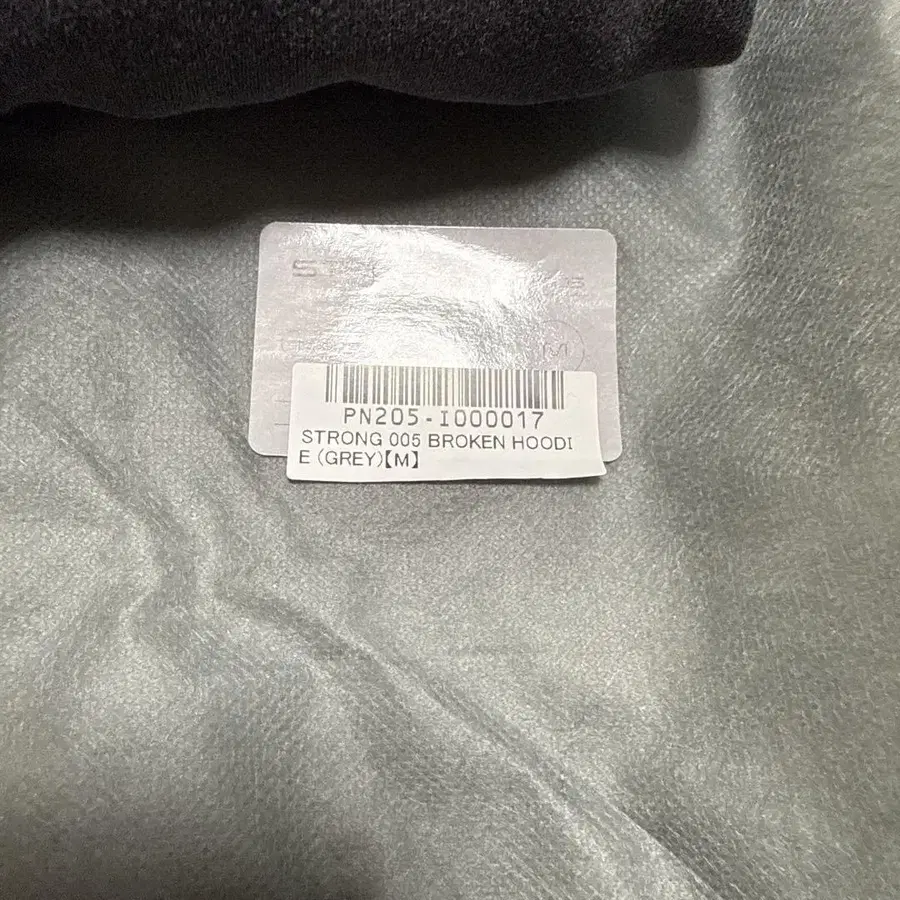 M
PN205-I000017
STRONG 005 BROKEN HOODI
E (GREY)【M】